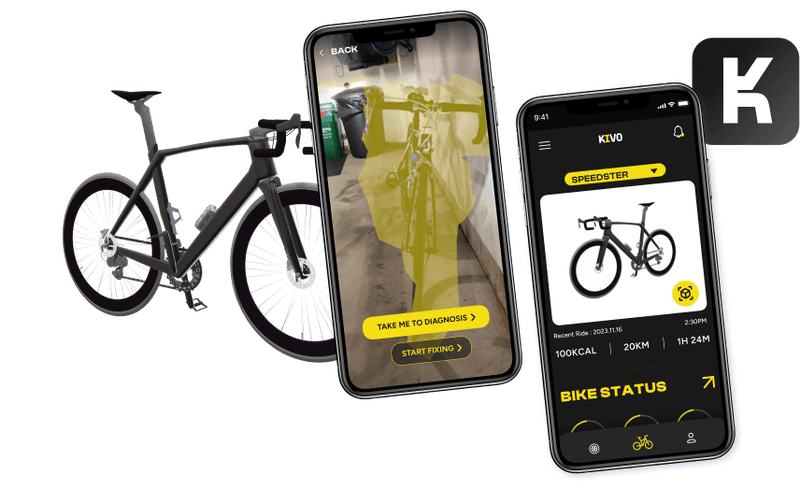 BACK
TAKE ME TO DIAGNOSIS
START FIXING
K
9:41
KIVO
SPEEDSTER
Recent Ride : 2023.11.16
2:30PM
100KCAL
20KM
1H 24M
BIKE STATUS